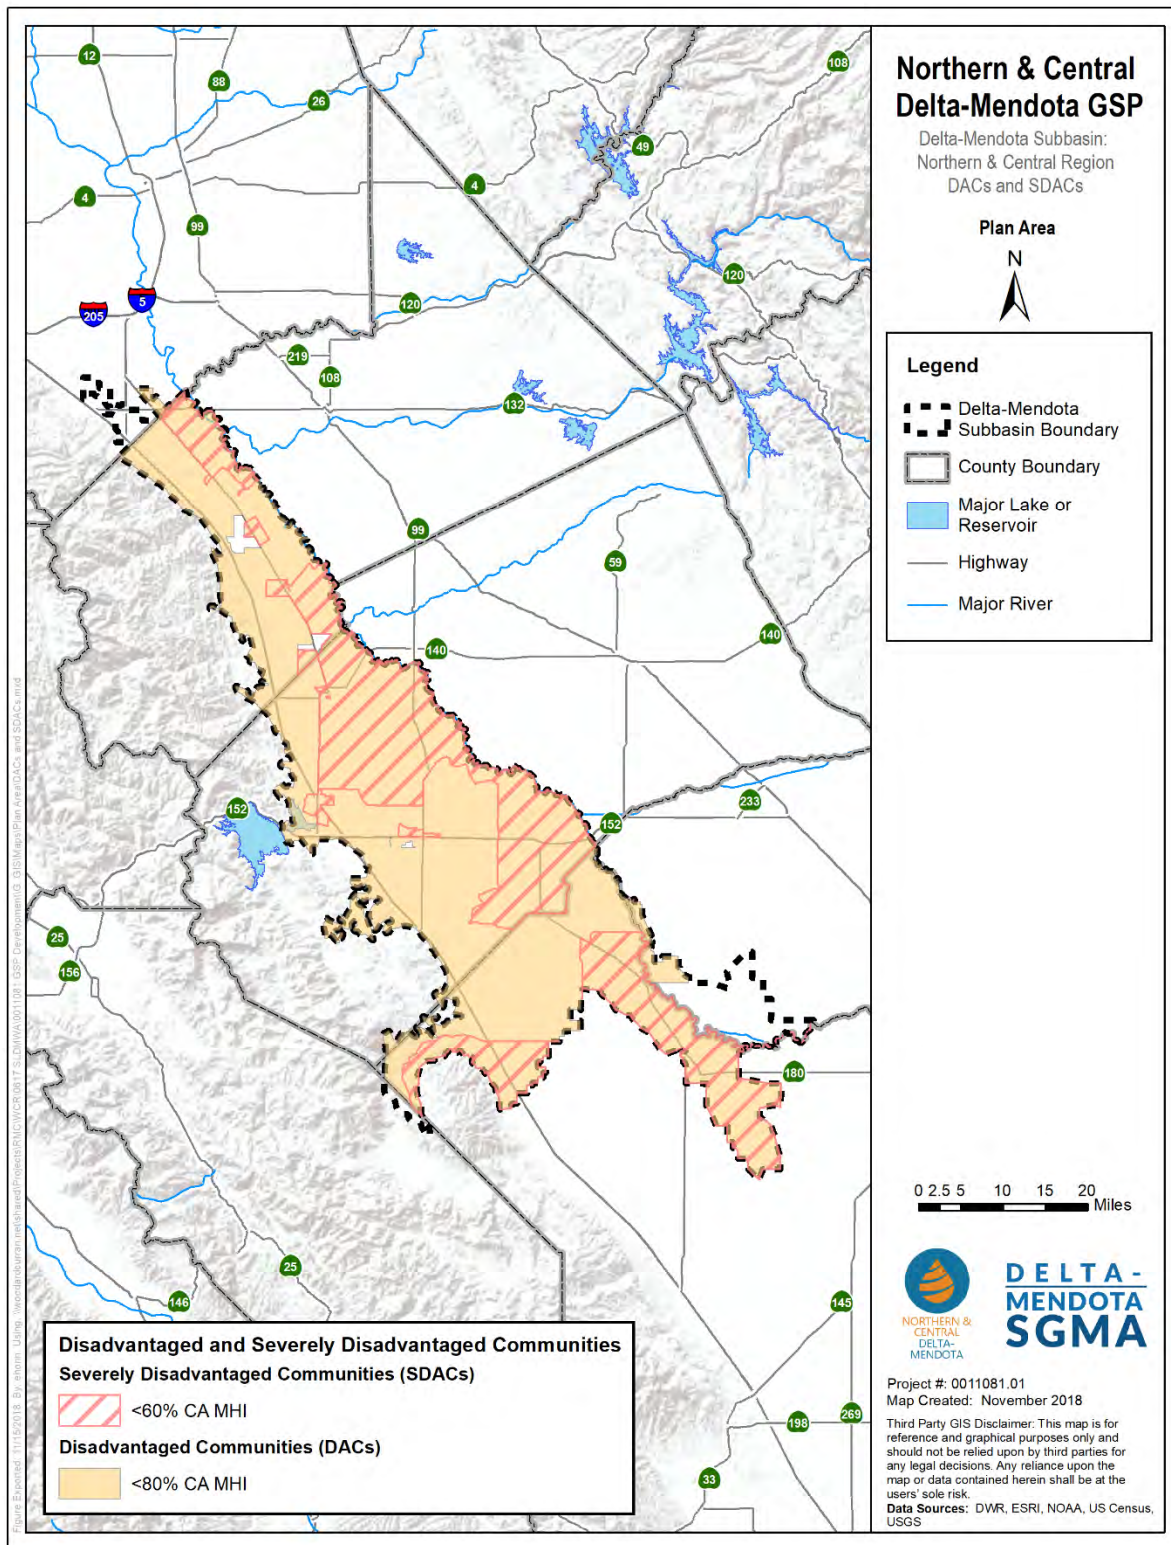 Northern & Central
Delta-Mendota GSP
Delta-Mendota Subbasin:
Northern & Central Region
DACs and SDACs
Plan Area
N
Legend
Delta-Mendota
Subbasin Boundary
County Boundary
Major Lake or
Reservoir
Highway
Major River
0 2.5 5 10 15 20
Miles
NORTHERN &
CENTRAL
DELTA-
MENDOTA
DELTA-
MENDOTA
SGMA
Project #: 0011081.01
Map Created: November 2018
Third Party GIS Disclaimer: This map is for
reference and graphical purposes only and
should not be relied upon by third parties for
any legal decisions. Any reliance upon the
map or data contained herein shall be at the
users' sole risk.
Data Sources: DWR, ESRI, NOAA, US Census,
USGS
12
88
26
108
49
4
4
99
120
5
205
120
219
108
132
99
59
140
140
152
233
152
25
156
180
25
146
145
198
269
33
Disadvantaged and Severely Disadvantaged Communities
Severely Disadvantaged Communities (SDACs)
<60% CA MHI
Disadvantaged Communities (DACs)
<80% CA MHI